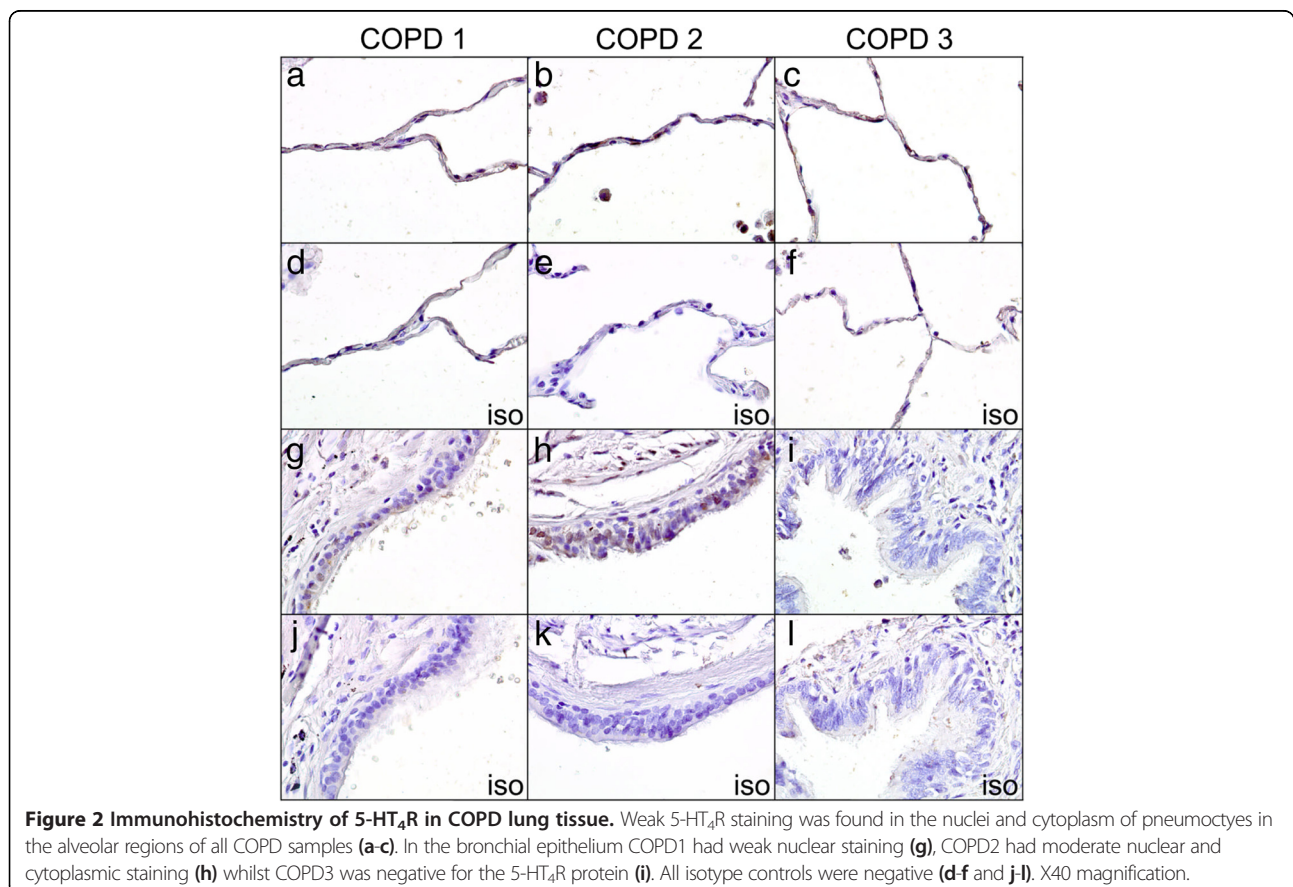 COPD 1 COPD 2 COPD 3
a b c
d e f
iso iso iso
g h i
j k l
iso iso iso
Figure 2 Immunohistochemistry of 5-HT₄R in COPD lung tissue. Weak 5-HT₄R staining was found in the nuclei and cytoplasm of pneumoctyes in
the alveolar regions of all COPD samples (a-c). In the bronchial epithelium COPD1 had weak nuclear staining (g), COPD2 had moderate nuclear and
cytoplasmic staining (h) whilst COPD3 was negative for the 5-HT₄R protein (i). All isotype controls were negative (d-f and j-l). X40 magnification.